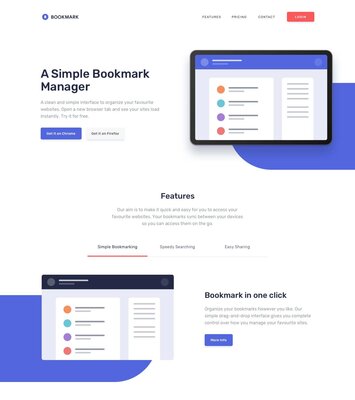 BOOKMARK
FEATURES PRICING CONTACT LOGIN
A Simple Bookmark
Manager
A clean and simple interface to organize your favourite
websites. Open a new browser tab and see your sites load
instantly. Try it for free.
Get it on Chrome Get it on Firefox
Features
Our aim is to make it quick and easy for you to access your
favourite websites. Your bookmarks sync between your devices
so you can access them on the go.
Simple Bookmarking Speedy Searching Easy Sharing
Bookmark in one click
Organize your bookmarks however you like. Our
simple drag-and-drop interface gives you complete
control over how you manage your favourite sites.
More Info